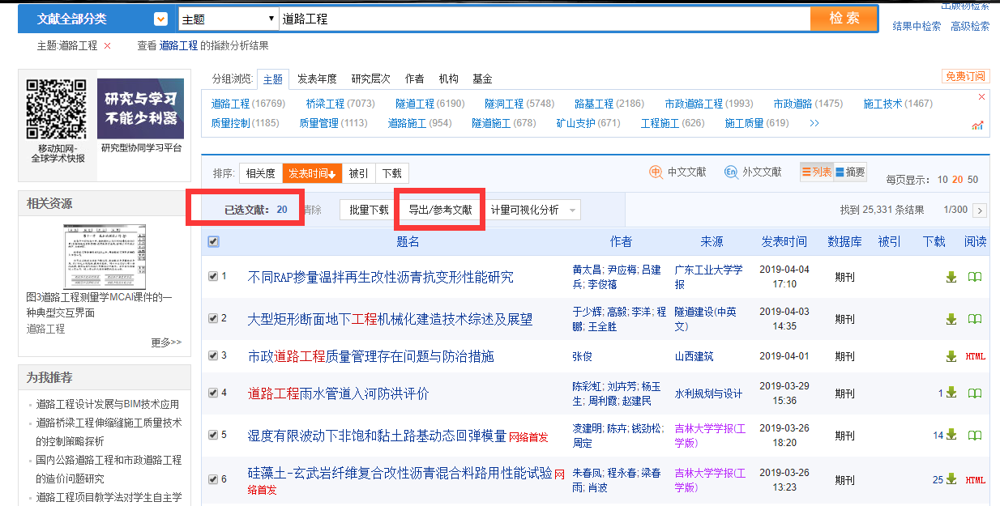 出版物检索
文献全部分类 主题 道路工程 检 索
结果中检索 高级检索
主题:道路工程 × 查看 道路工程 的指数分析结果
分组浏览: 主题 发表年度 研究层次 作者 机构 基金 免费订阅
道路工程(16769) 桥梁工程(7073) 隧道工程(6190) 隧洞工程(5748) 路基工程(2186) 市政道路工程(1993) 市政道路(1475) 施工技术(1467) ×
质量控制(1185) 质量管理(1113) 道路施工(954) 隧道施工(678) 矿山支护(671) 工程施工(626) 施工质量(619) >>
研究与学习
不能少利器
移动知网-
全球学术快报
研究型协同学习平台
排序: 相关度 发表时间↓ 被引 下载 中 中文文献 En 外文文献 列表 摘要 每页显示: 10 20 50
已选文献: 20 清除 批量下载 导出/参考文献 计量可视化分析 找到 25,331 条结果 1/300 >
题名 作者 来源 发表时间 数据库 被引 下载 阅读
1 不同RAP掺量温拌再生改性沥青抗变形性能研究 黄太昌; 尹应梅; 吕建兵; 李俊禧 广东工业大学学报 2019-04-04 17:10 期刊
2 大型矩形断面地下工程机械化建造技术综述及展望 于少辉; 高毅; 李洋; 程鹏; 王全胜 隧道建设(中英文) 2019-04-03 14:35 期刊
3 市政道路工程质量管理存在问题与防治措施 张俊 山西建筑 2019-04-01 期刊 HTML
4 道路工程雨水管道入河防洪评价 陈彩虹; 刘卉芳; 杨玉生; 周利霞; 赵建民 水利规划与设计 2019-03-29 15:36 期刊 1
5 湿度有限波动下非饱和黏土路基动态回弹模量 网络首发 凌建明; 陈卉; 钱劲松; 周定 吉林大学学报(工学版) 2019-03-26 18:20 期刊 14
6 硅藻土-玄武岩纤维复合改性沥青混合料路用性能试验 网络首发 朱春凤; 程永春; 梁春雨; 肖波 吉林大学学报(工学版) 2019-03-26 13:23 期刊 25 HTML
相关资源
图3道路工程测量学MCAI课件的一
种典型交互界面
道路工程
更多>>
为我推荐
道路工程设计发展与BIM技术应用
道路桥梁工程伸缩缝施工质量技术
的控制策略探析
国内公路道路工程和市政道路工程
的造价问题研究
道路工程项目教学法对学生自主学